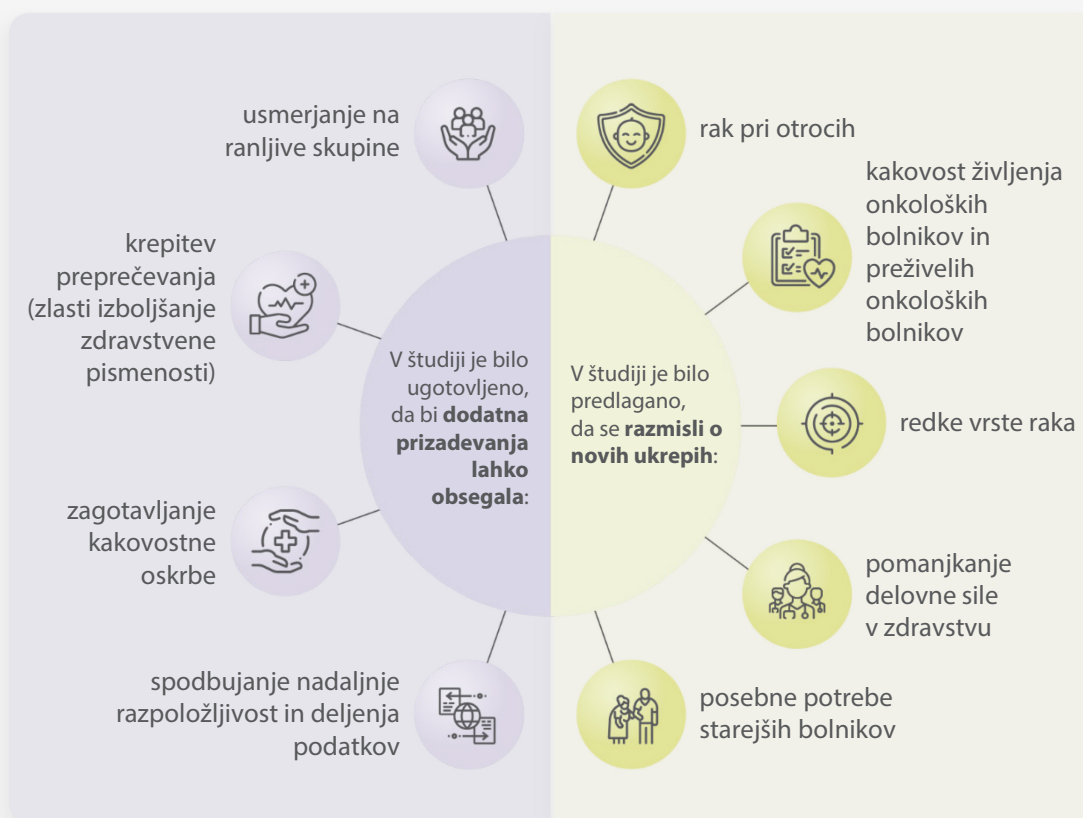 V študiji je bilo
ugotovljeno,
da bi dodatna
prizadevanja
lahko
obsegala:
usmerjanje na
ranljive skupine
krepitev
preprečevanja
(zlasti izboljšanje
zdravstvene
pismenosti)
zagotavljanje
kakovostne
oskrbe
spodbujanje nadaljnje
razpoložljivost in deljenja
podatkov
V študiji je bilo
predlagano,
da se razmisli o
novih ukrepih:
rak pri otrocih
kakovost življenja
onkoloških
bolnikov in
preživelih
onkoloških
bolnikov
redke vrste raka
pomanjkanje
delovne sile
v zdravstvu
posebne potrebe
starejših bolnikov